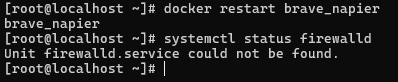 [root@localhost ~]# docker restart brave_napier
brave_napier
[root@localhost ~]# systemctl status firewalld
Unit firewalld.service could not be found.
[root@localhost ~]#